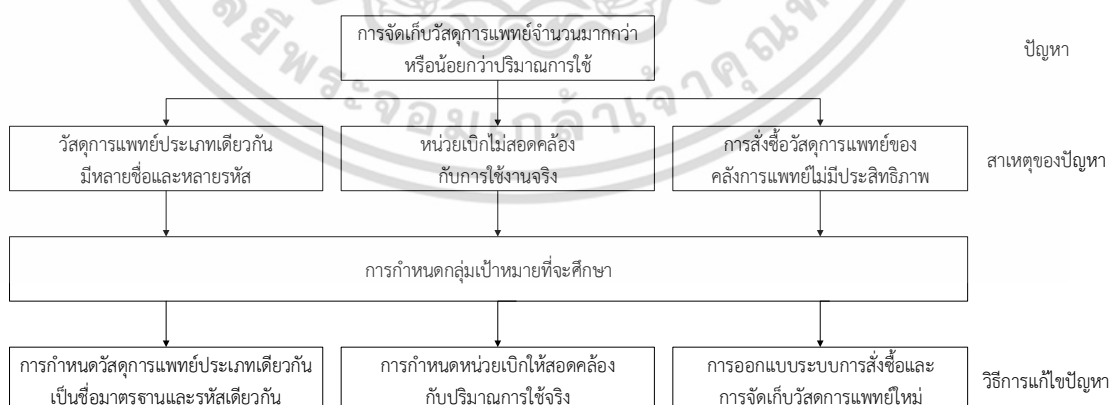 การจัดเก็บวัสดุการแพทย์จำนวนมากกว่า
หรือน้อยกว่าปริมาณการใช้
ปัญหา
วัสดุการแพทย์ประเภทเดียวกัน
มีหลายชื่อและหลายรหัส
หน่วยเบิกไม่สอดคล้อง
กับการใช้งานจริง
การสั่งซื้อวัสดุการแพทย์ของ
คลังการแพทย์ไม่มีประสิทธิภาพ
สาเหตุของปัญหา
การกำหนดกลุ่มเป้าหมายที่จะศึกษา
การกำหนดวัสดุการแพทย์ประเภทเดียวกัน
เป็นชื่อมาตรฐานและรหัสเดียวกัน
การกำหนดหน่วยเบิกให้สอดคล้อง
กับปริมาณการใช้จริง
การออกแบบระบบการสั่งซื้อและ
การจัดเก็บวัสดุการแพทย์ใหม่
วิธีการแก้ไขปัญหา